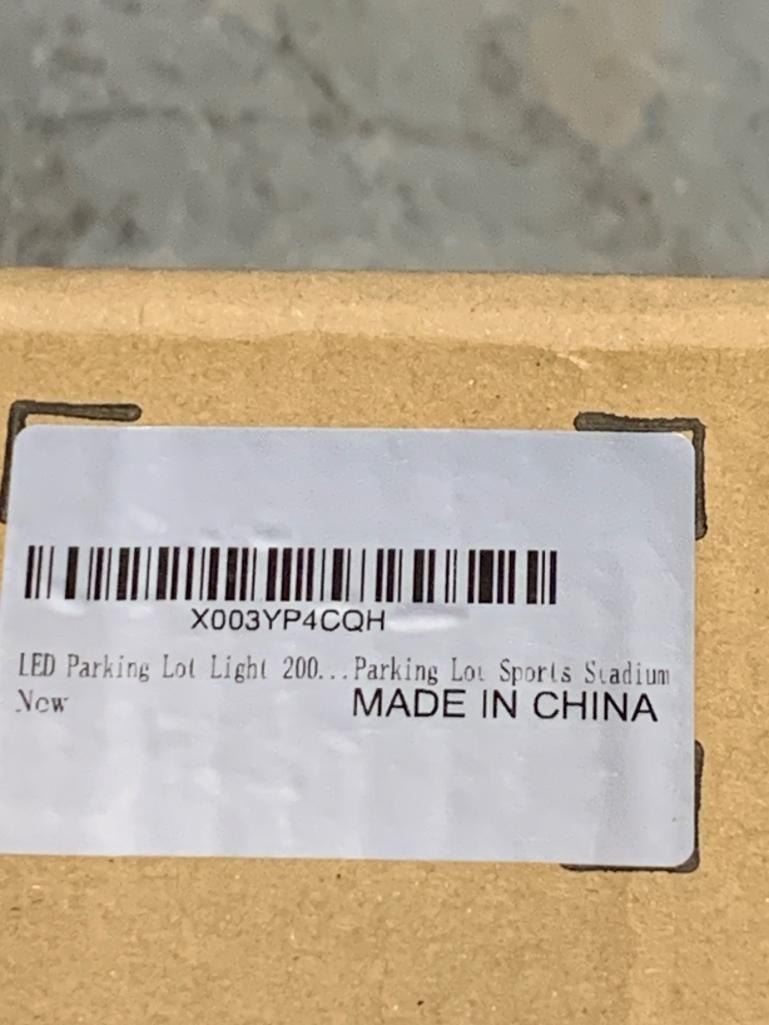 X003YP4CQH
LED Parking Lot Light 200...Parking Lot Sports Stadium
New
MADE IN CHINA